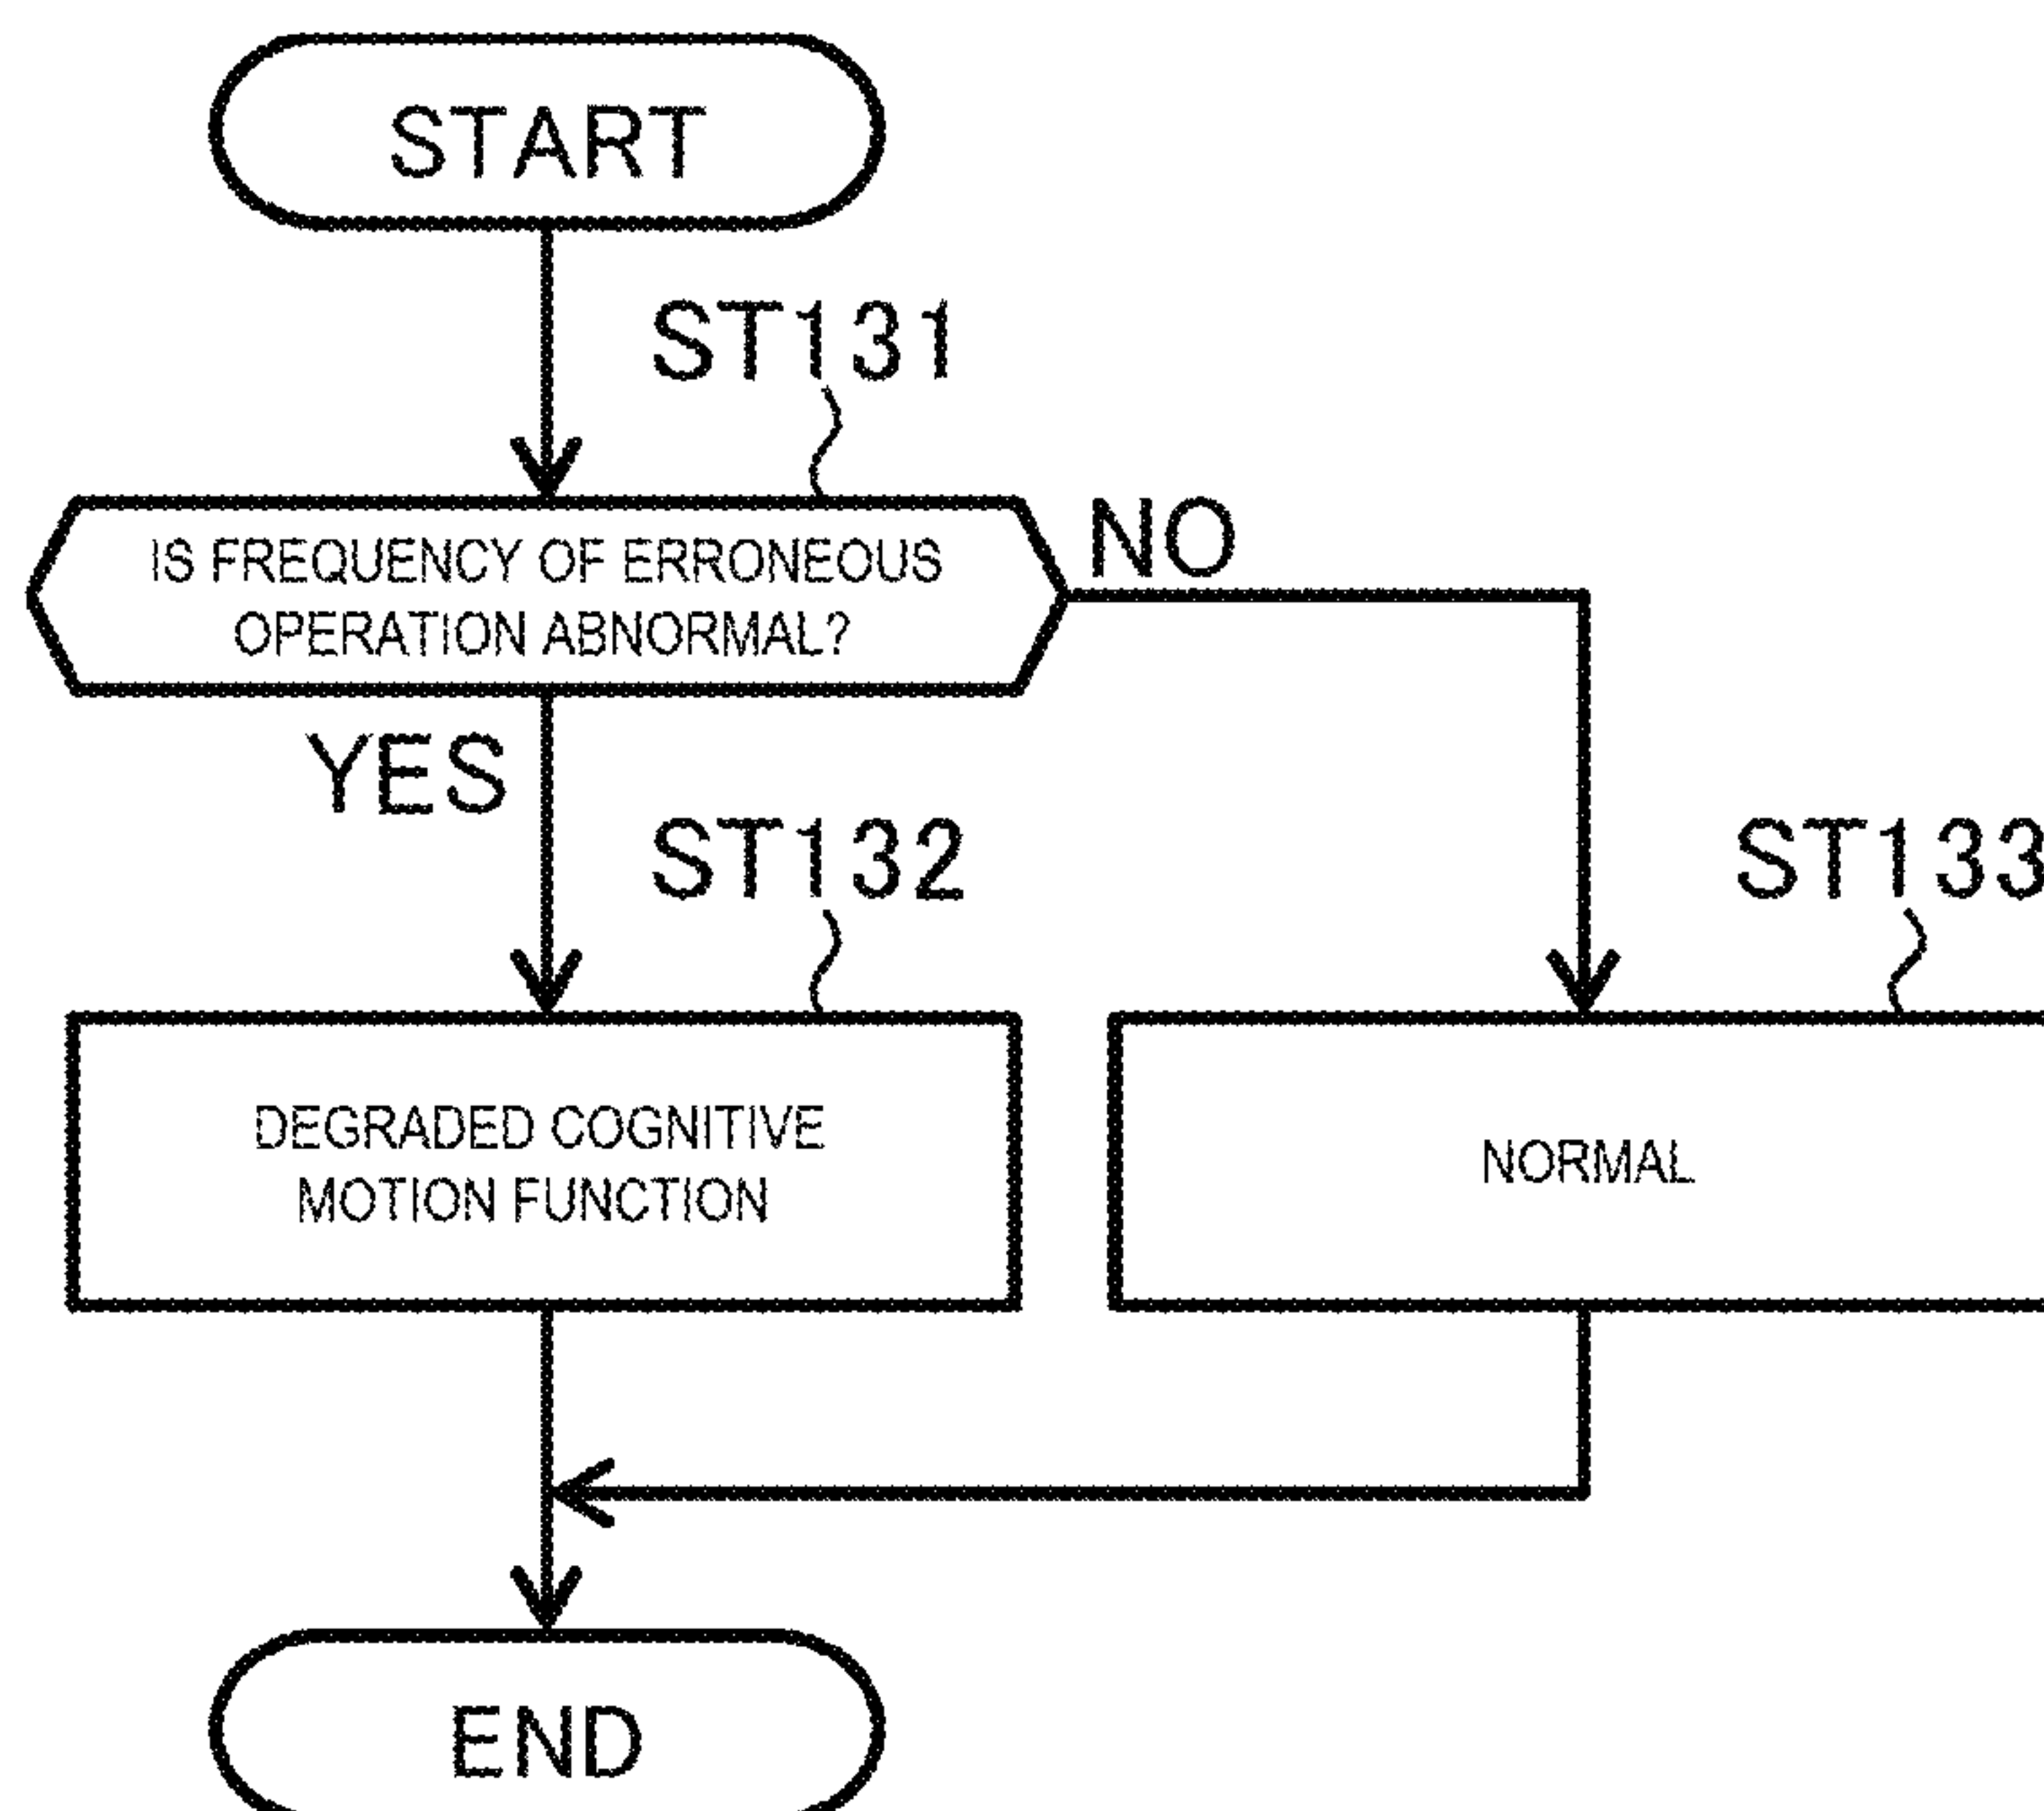 START
ST131
IS FREQUENCY OF ERRONEOUS
OPERATION ABNORMAL?
NO
YES
ST132
ST133
DEGRADED COGNITIVE
MOTION FUNCTION
NORMAL
END